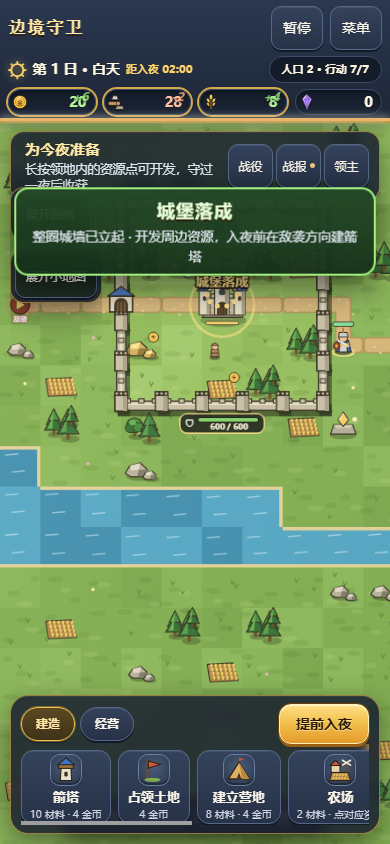 边境守卫
暂停
菜单
第 1 日 • 白天 距入夜 02:00
人口 2 • 行动 7/7
0
为今夜准备
长按领地内的资源点可开发，守过
战役
战报
领主
城堡落成
整圈城墙已立起 · 开发周边资源，入夜前在敌袭方向建箭
塔
展开小地图
城堡落成
600 / 600
建造
经营
提前入夜
箭塔
10 材料 · 4 金币
占领土地
4 金币
建立营地
8 材料 · 4 金币
农场
2 材料 · 点对应